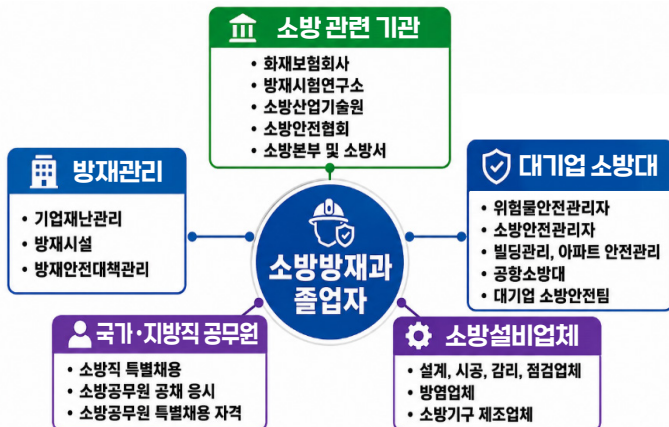 소방 관련 기관
• 화재보험회사
• 방재시험연구소
• 소방산업기술원
• 소방안전협회
• 소방본부 및 소방서
방재관리
• 기업재난관리
• 방재시설
• 방재안전대책관리
대기업 소방대
• 위험물안전관리자
• 소방안전관리자
• 빌딩관리, 아파트 안전관리
• 공항소방대
• 대기업 소방안전팀
소방방재과
졸업자
국가·지방직 공무원
• 소방직 특별채용
• 소방공무원 공채 응시
• 소방공무원 특별채용 자격
소방설비업체
• 설계, 시공, 감리, 점검업체
• 방염업체
• 소방기구 제조업체